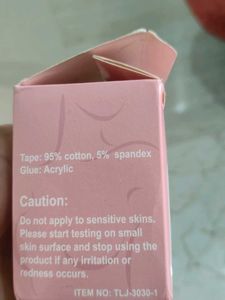 Tape: 95% cotton, 5% spandex
Glue: Acrylic
Caution:
Do not apply to sensitive skins.
Please start testing on small
skin surface and stop using the
product if any irritation or
redness occurs.
ITEM NO: TLJ-3030-1